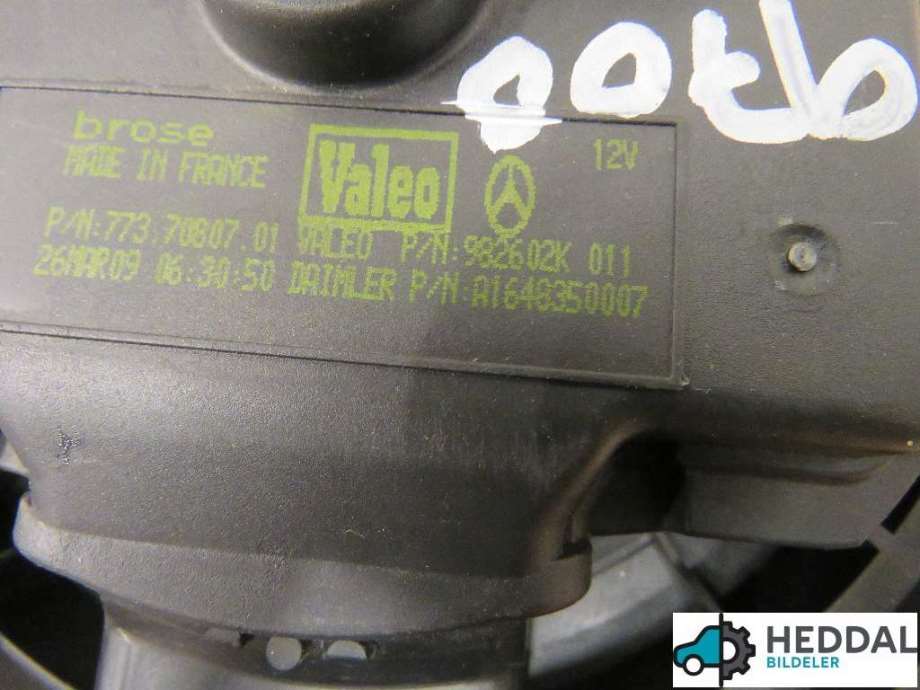 9700
brose
MADE IN FRANCE
Valeo
12V
P/N:773.70807.01 VALEO P/N:982602K 011
26MAR09 06:30:50 DAIMLER P/N:A1648350007
HEDDAL
BILDELER